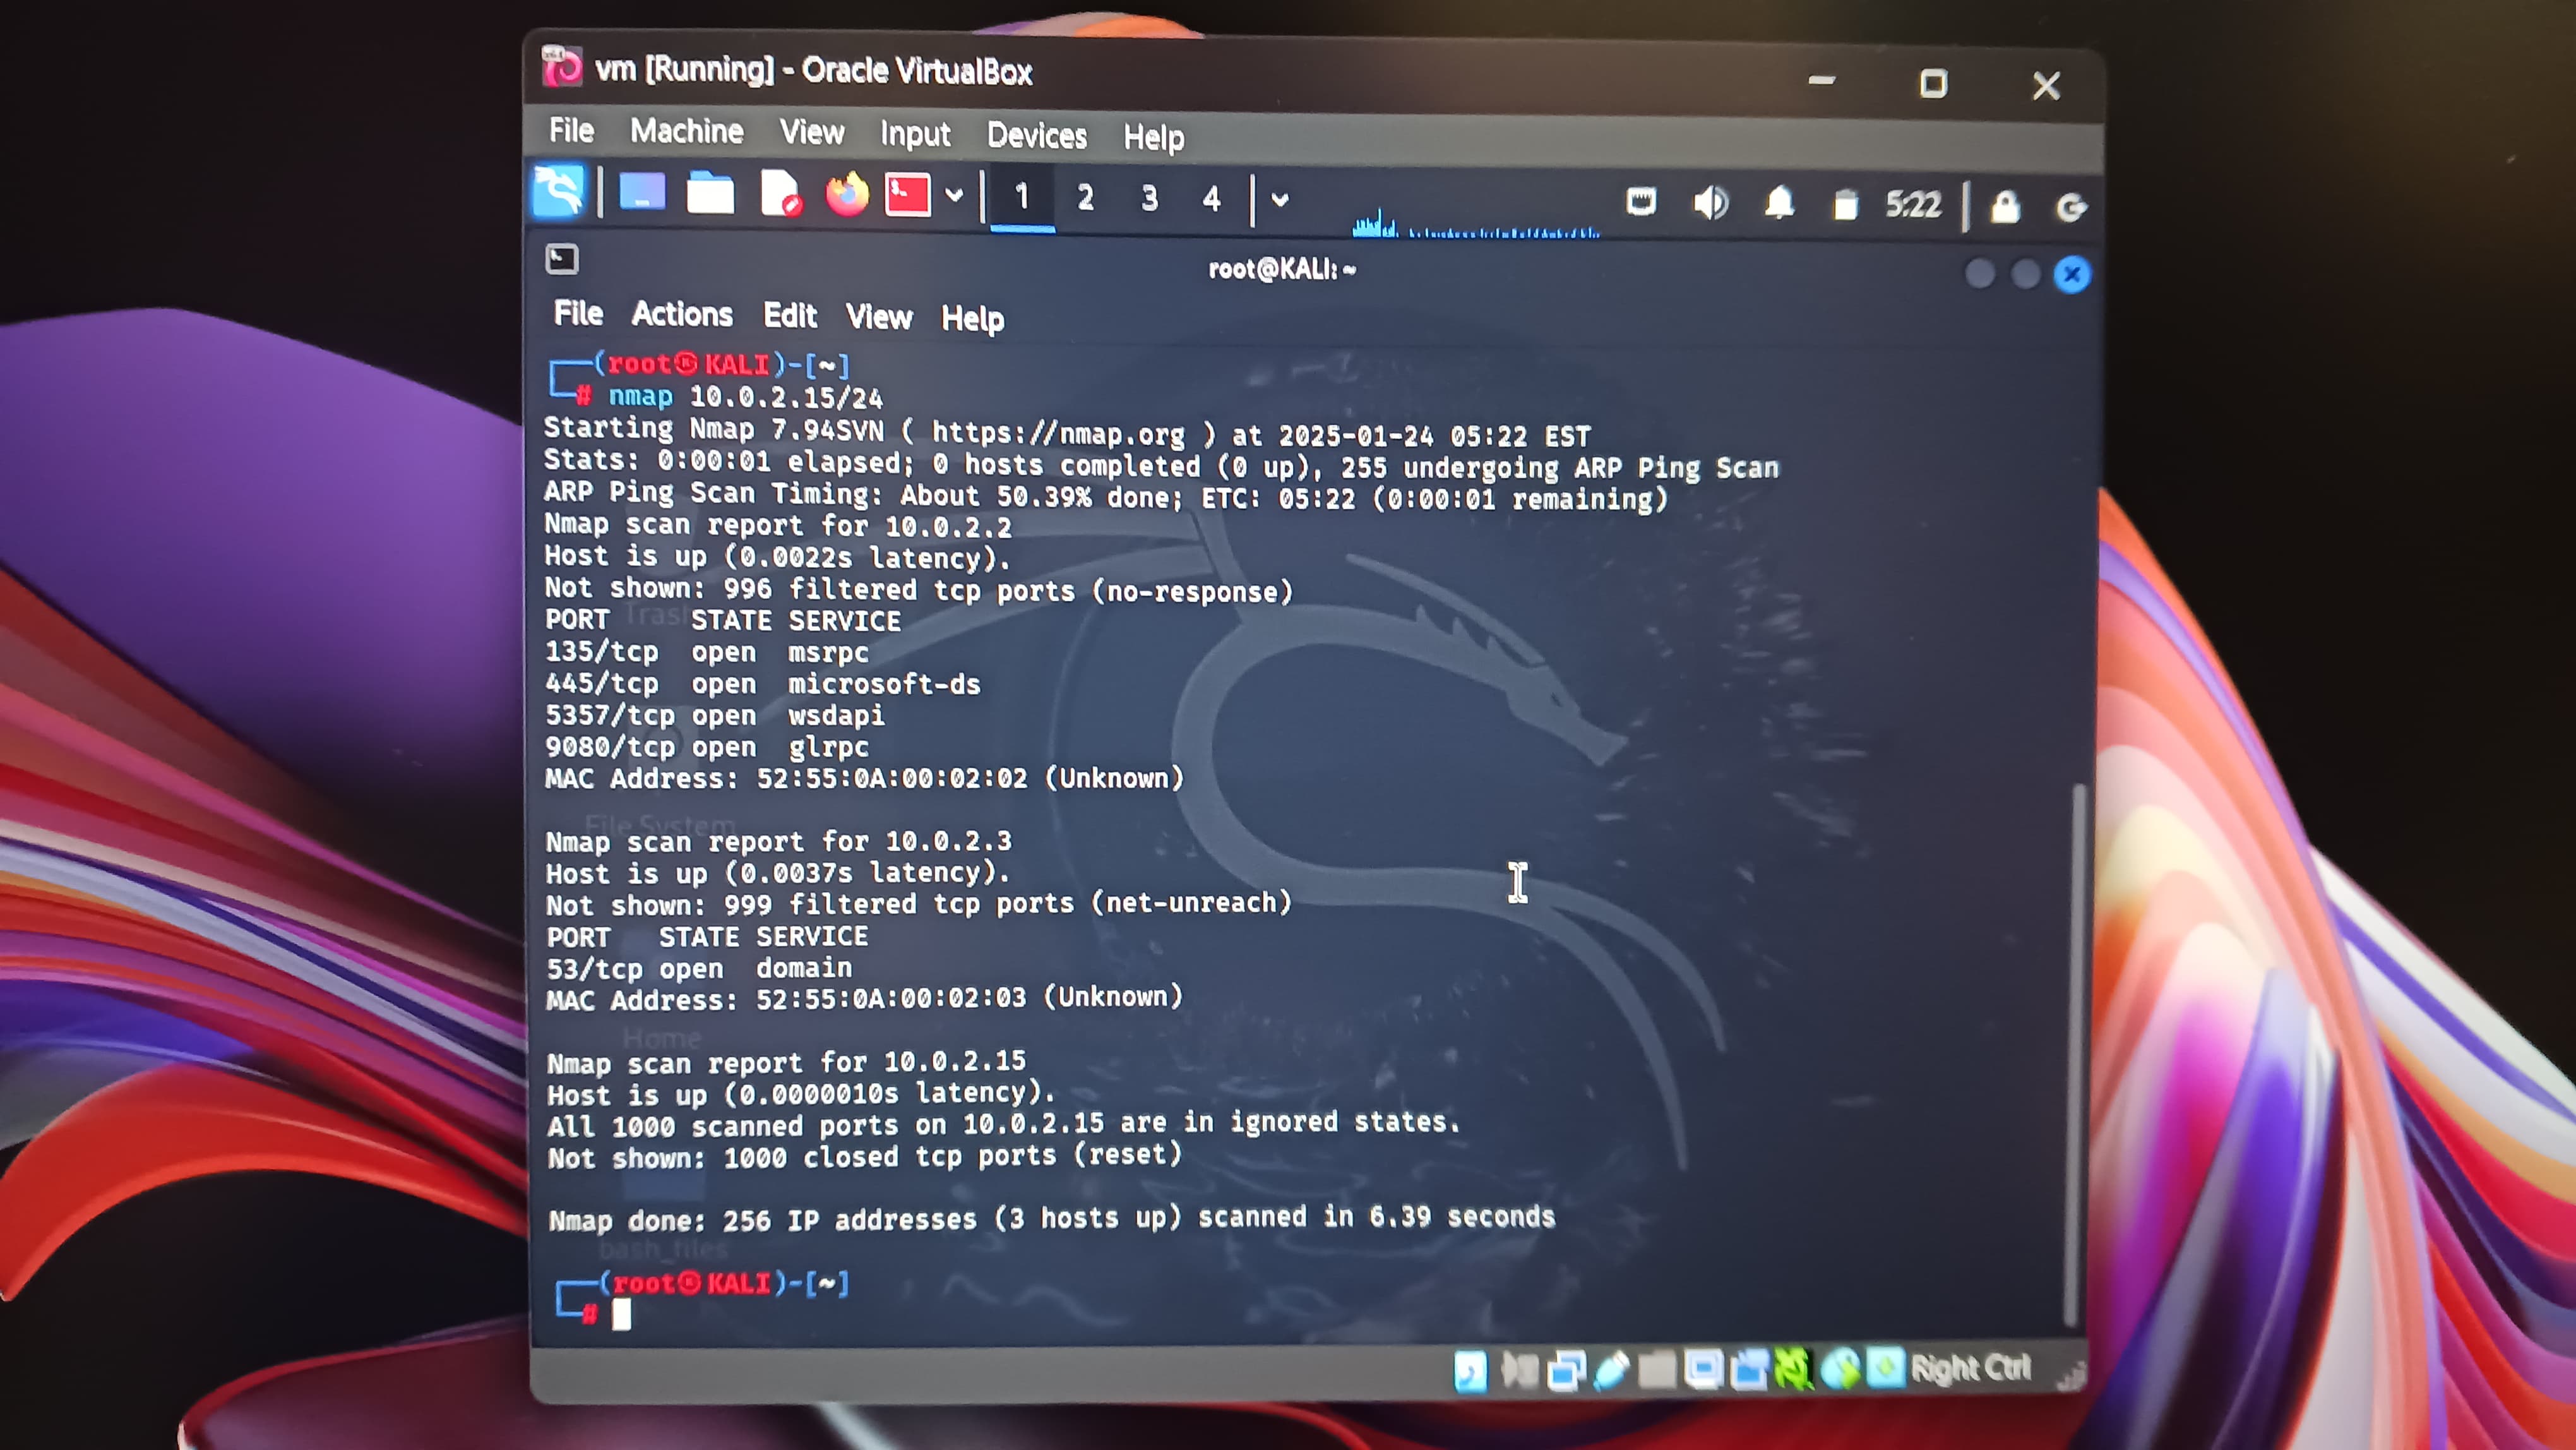 vm [Running] - Oracle VirtualBox
File Machine View Input Devices Help
1 2 3 4 5:22
root@KALI: ~
File Actions Edit View Help
┌──(root㉿KALI)-[~]
└─# nmap 10.0.2.15/24
Starting Nmap 7.94SVN ( https://nmap.org ) at 2025-01-24 05:22 EST
Stats: 0:00:01 elapsed; 0 hosts completed (0 up), 255 undergoing ARP Ping Scan
ARP Ping Scan Timing: About 50.39% done; ETC: 05:22 (0:00:01 remaining)
Nmap scan report for 10.0.2.2
Host is up (0.0022s latency).
Not shown: 996 filtered tcp ports (no-response)
PORT STATE SERVICE
135/tcp open msrpc
445/tcp open microsoft-ds
5357/tcp open wsdapi
9080/tcp open glrpc
MAC Address: 52:55:0A:00:02:02 (Unknown)
Nmap scan report for 10.0.2.3
Host is up (0.0037s latency).
Not shown: 999 filtered tcp ports (net-unreach)
PORT STATE SERVICE
53/tcp open domain
MAC Address: 52:55:0A:00:02:03 (Unknown)
Nmap scan report for 10.0.2.15
Host is up (0.0000010s latency).
All 1000 scanned ports on 10.0.2.15 are in ignored states.
Not shown: 1000 closed tcp ports (reset)
Nmap done: 256 IP addresses (3 hosts up) scanned in 6.39 seconds
┌──(root㉿KALI)-[~]
└─#
Trash
File System
Home
bash_files
Right Ctrl